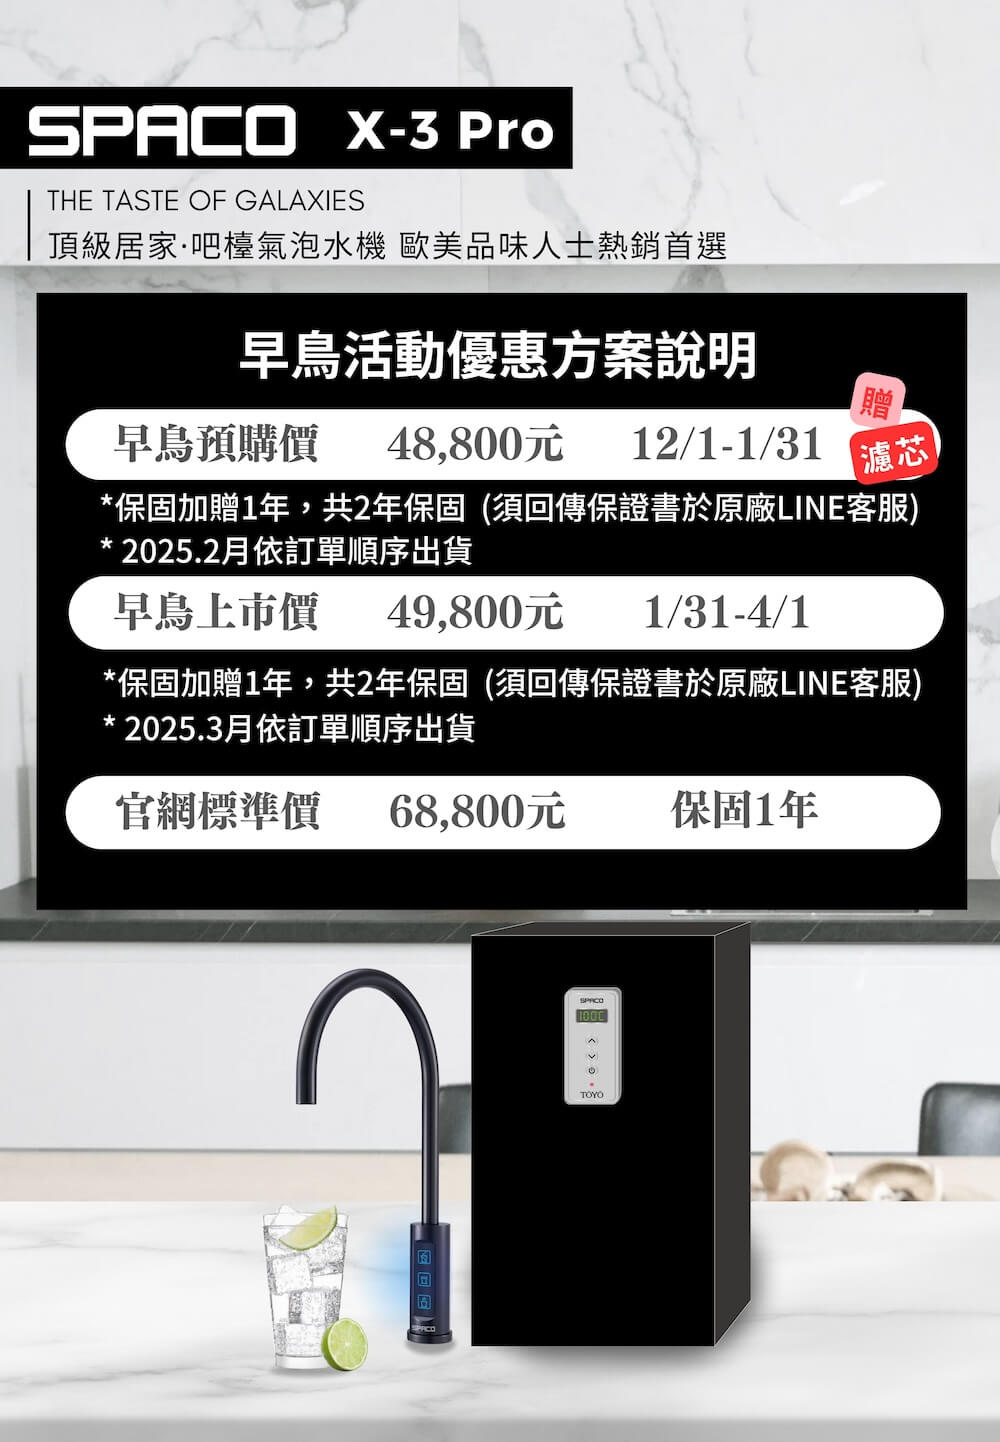 SPACO X-3 Pro
THE TASTE OF GALAXIES
頂級居家·吧檯氣泡水機 歐美品味人士熱銷首選
早鳥活動優惠方案說明
贈
早鳥預購價 48,800元 12/1-1/31 濾芯
*保固加贈1年，共2年保固 (須回傳保證書於原廠LINE客服)
* 2025.2月依訂單順序出貨
早鳥上市價 49,800元 1/31-4/1
*保固加贈1年，共2年保固 (須回傳保證書於原廠LINE客服)
* 2025.3月依訂單順序出貨
官網標準價 68,800元 保固1年
SPACO
100℃
TOYO
SPACO